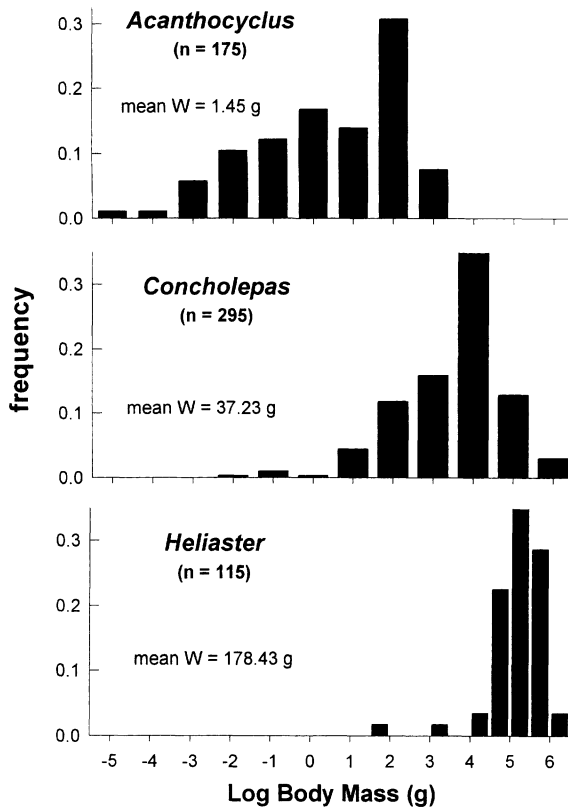 Acanthocyclus
(n = 175)
mean W = 1.45 g
0.3
0.2
0.1
0.0
Concholepas
(n = 295)
mean W = 37.23 g
0.3
0.2
0.1
0.0
frequency
Heliaster
(n = 115)
mean W = 178.43 g
0.3
0.2
0.1
0.0
-5 -4 -3 -2 -1 0 1 2 3 4 5 6
Log Body Mass (g)